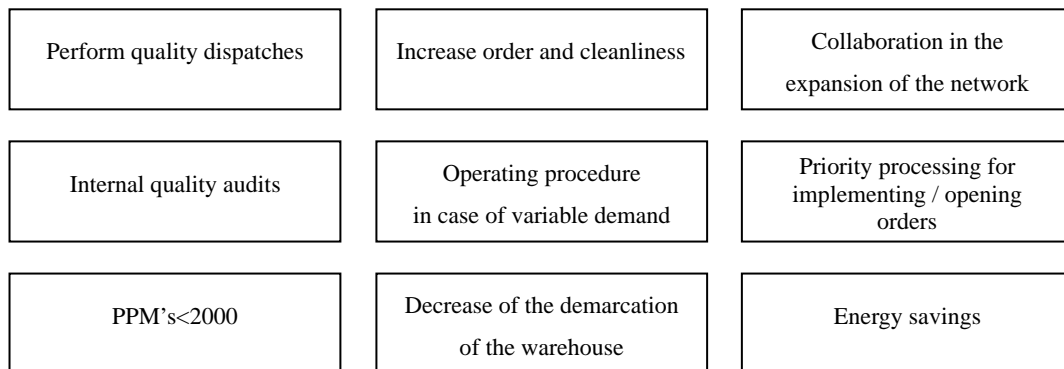 Perform quality dispatches
Increase order and cleanliness
Collaboration in the
expansion of the network
Internal quality audits
Operating procedure
in case of variable demand
Priority processing for
implementing / opening
orders
PPM’s<2000
Decrease of the demarcation
of the warehouse
Energy savings